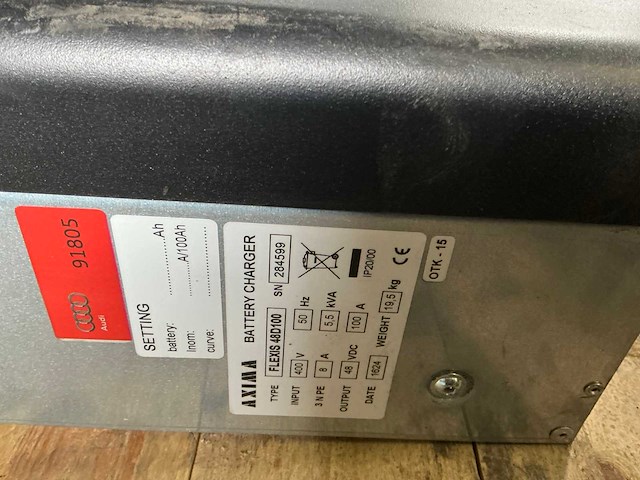 Audi 91805
SETTING
battery: ..............Ah
Inom: ..............A/100Ah
curve: ..............
AXIMA BATTERY CHARGER
TYPE FLEXIS 48D100 SN 284599
INPUT 400 V 50 Hz
3 N PE 8 A 5,5 kVA
OUTPUT 48 VDC 100 A
DATE 1624 WEIGHT 19,5 kg
IP20/00
CE
OTK - 15